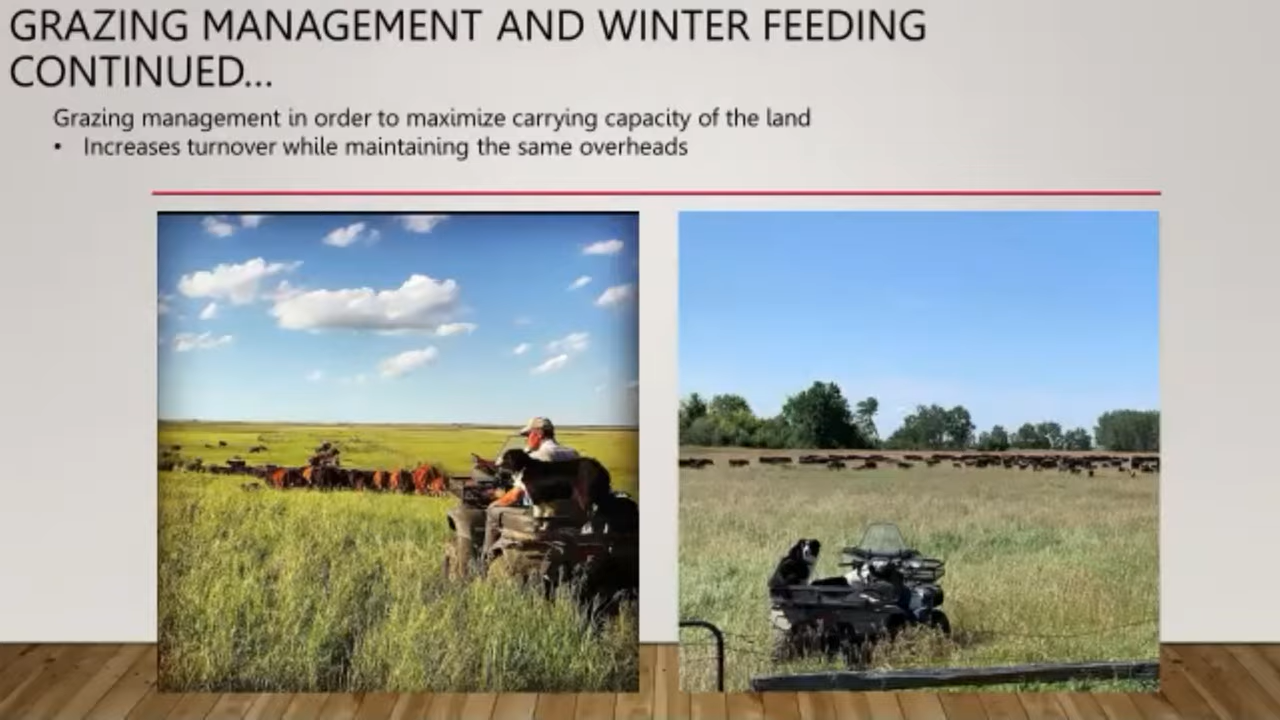 GRAZING MANAGEMENT AND WINTER FEEDING
CONTINUED...
Grazing management in order to maximize carrying capacity of the land
• Increases turnover while maintaining the same overheads